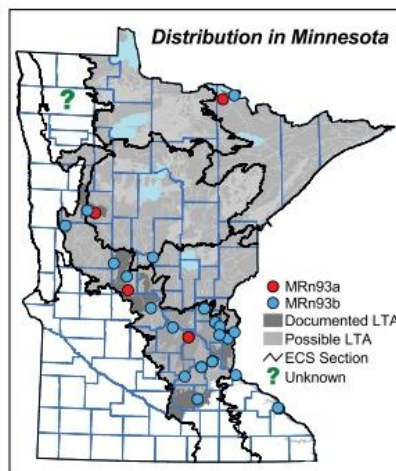 Distribution in Minnesota
?
MRn93a
MRn93b
Documented LTA
Possible LTA
ECS Section
? Unknown